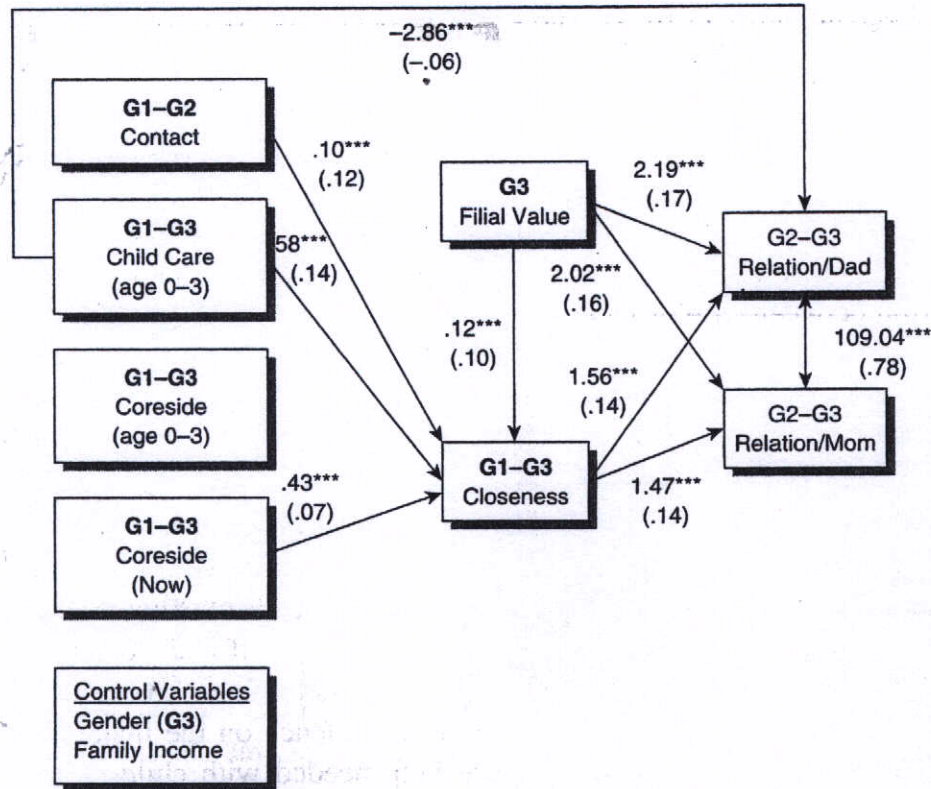 −2.86***
(−.06)
G1–G2
Contact
.10***
(.12)
G1–G3
Child Care
(age 0–3)
58***
(.14)
G3
Filial Value
2.19***
(.17)
G2–G3
Relation/Dad
2.02***
(.16)
.12***
(.10)
109.04***
(.78)
G1–G3
Coreside
(age 0–3)
1.56***
(.14)
G2–G3
Relation/Mom
G1–G3
Closeness
1.47***
(.14)
.43***
(.07)
G1–G3
Coreside
(Now)
Control Variables
Gender (G3)
Family Income